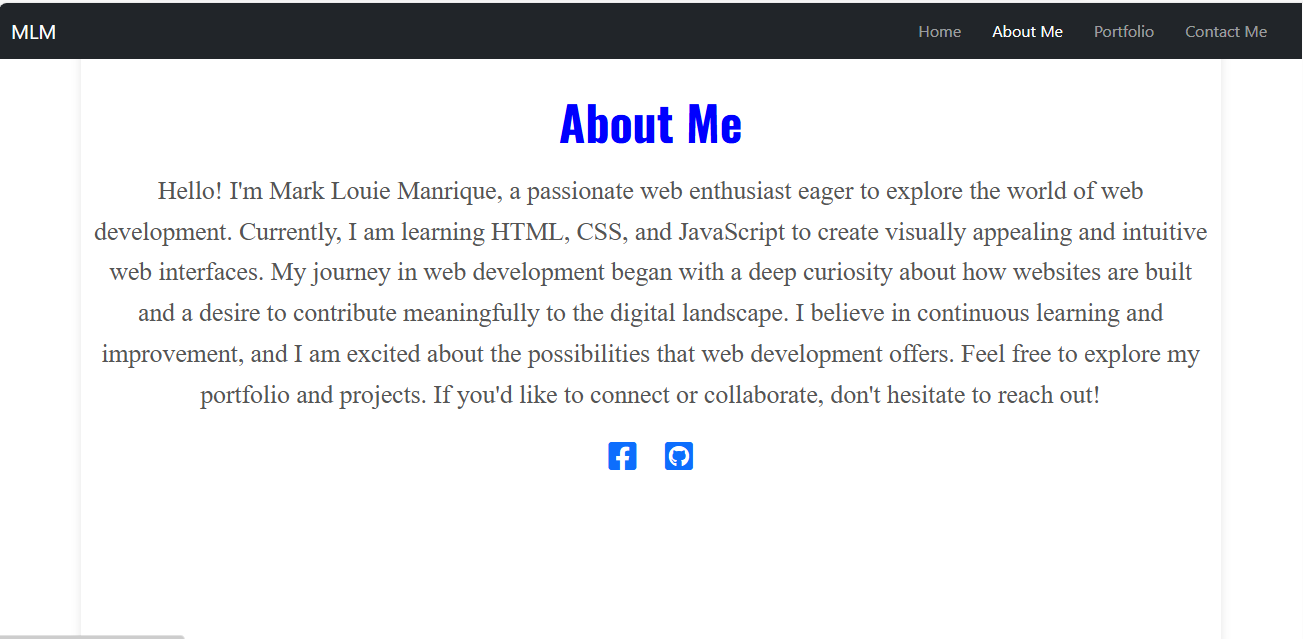 MLM
Home About Me Portfolio Contact Me
About Me
Hello! I'm Mark Louie Manrique, a passionate web enthusiast eager to explore the world of web
development. Currently, I am learning HTML, CSS, and JavaScript to create visually appealing and intuitive
web interfaces. My journey in web development began with a deep curiosity about how websites are built
and a desire to contribute meaningfully to the digital landscape. I believe in continuous learning and
improvement, and I am excited about the possibilities that web development offers. Feel free to explore my
portfolio and projects. If you'd like to connect or collaborate, don't hesitate to reach out!